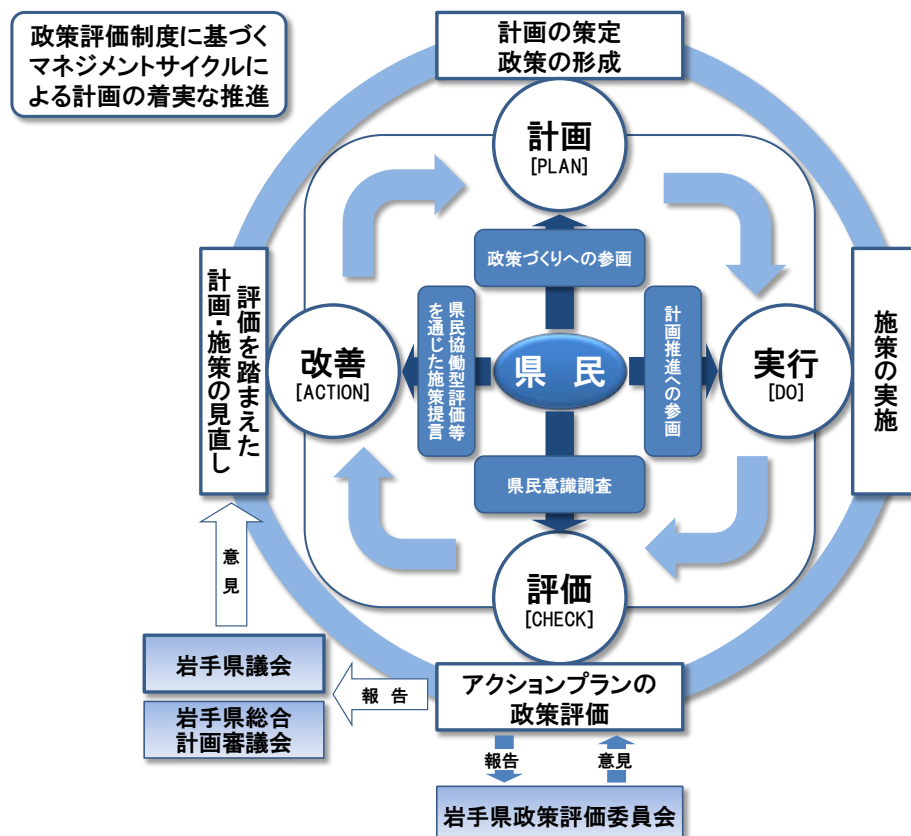 政策評価制度に基づく
マネジメントサイクルに
よる計画の着実な推進
計画の策定
政策の形成
計画
[PLAN]
政策づくりへの参画
評価を踏まえた
計画・施策の見直し
改善
[ACTION]
県民協働型評価等
を通じた施策提言
県 民
計画推進への参画
実行
[DO]
施策の実施
県民意識調査
評価
[CHECK]
意見
岩手県議会
岩手県総合
計画審議会
報 告
アクションプランの
政策評価
報告
意見
岩手県政策評価委員会